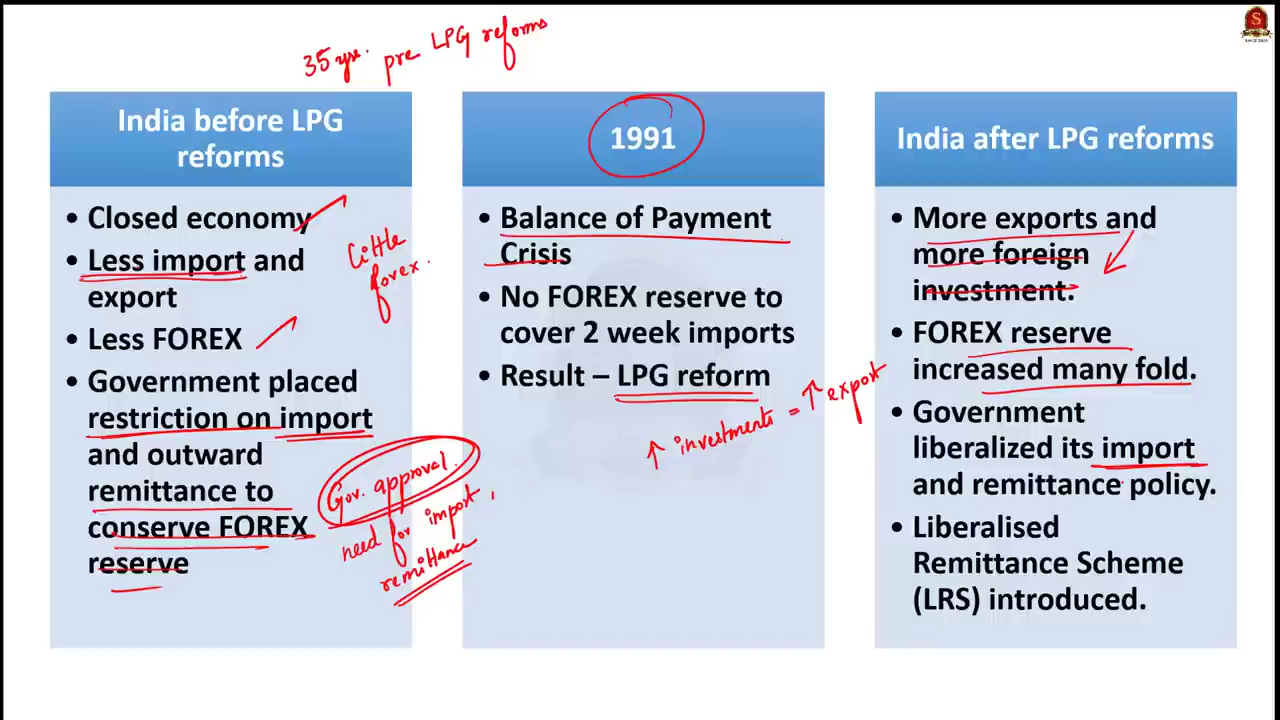 35 yrs. pre LPG reforms
India before LPG
reforms
• Closed economy
• Less import and
export
• Less FOREX
• Government placed
restriction on import
and outward
remittance to
conserve FOREX
reserve
little
forex.
Gov. approval.
need for import,
remittance
1991
• Balance of Payment
Crisis
• No FOREX reserve to
cover 2 week imports
• Result – LPG reform
↑ investments = ↑ export
India after LPG reforms
• More exports and
more foreign
investment.
• FOREX reserve
increased many fold.
• Government
liberalized its import
and remittance policy.
• Liberalised
Remittance Scheme
(LRS) introduced.
S